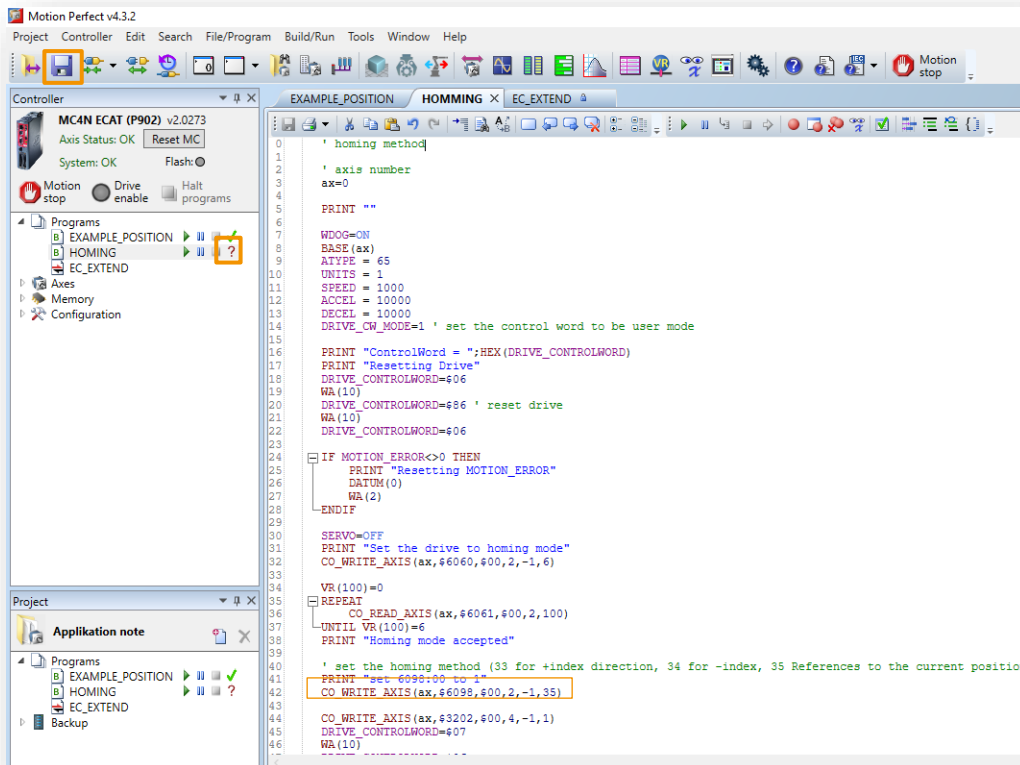 Motion Perfect v4.3.2
Project Controller Edit Search File/Program Build/Run Tools Window Help
Motion
stop
Controller
MC4N ECAT (P902) v2.0273
Axis Status: OK Reset MC
System: OK Flash:
Motion
stop
Drive
enable
Halt
programs
Programs
EXAMPLE_POSITION
HOMING ?
EC_EXTEND
Axes
Memory
Configuration
Project
Applikation note
Programs
EXAMPLE_POSITION
HOMING ?
EC_EXTEND
Backup
EXAMPLE_POSITION HOMMING EC_EXTEND
0 ' homing method
1
2 ' axis number
3 ax=0
4
5 PRINT ""
6
7 WDOG=ON
8 BASE(ax)
9 ATYPE = 65
10 UNITS = 1
11 SPEED = 1000
12 ACCEL = 10000
13 DECEL = 10000
14 DRIVE_CW_MODE=1 ' set the control word to be user mode
15
16 PRINT "ControlWord = ";HEX(DRIVE_CONTROLWORD)
17 PRINT "Resetting Drive"
18 DRIVE_CONTROLWORD=$06
19 WA(10)
20 DRIVE_CONTROLWORD=$86 ' reset drive
21 WA(10)
22 DRIVE_CONTROLWORD=$06
23
24 IF MOTION_ERROR<>0 THEN
25 PRINT "Resetting MOTION_ERROR"
26 DATUM(0)
27 WA(2)
28 ENDIF
29
30 SERVO=OFF
31 PRINT "Set the drive to homing mode"
32 CO_WRITE_AXIS(ax,$6060,$00,2,-1,6)
33
34 VR(100)=0
35 REPEAT
36 CO_READ_AXIS(ax,$6061,$00,2,100)
37 UNTIL VR(100)=6
38 PRINT "Homing mode accepted"
39
40 ' set the homing method (33 for +index direction, 34 for -index, 35 References to the current positio
41 PRINT "set 6098:00 to 1"
42 CO_WRITE_AXIS(ax,$6098,$00,2,-1,35)
43
44 CO_WRITE_AXIS(ax,$3202,$00,4,-1,1)
45 DRIVE_CONTROLWORD=$07
46 WA(10)